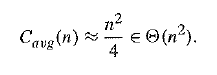 C_avg(n) ≈ n²/4 ∈ Θ(n²).